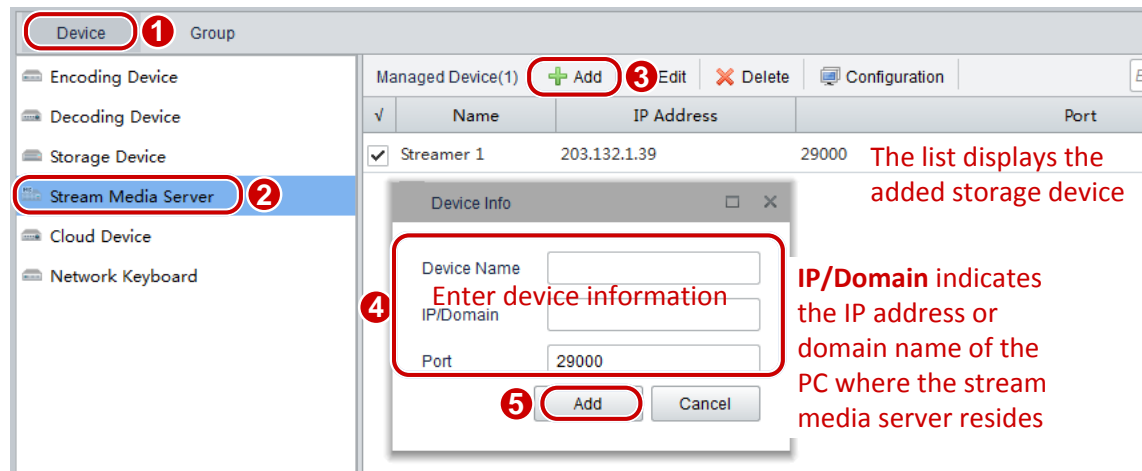 Device 1 Group
Encoding Device
Decoding Device
Storage Device
Stream Media Server 2
Cloud Device
Network Keyboard
Managed Device(1) Add 3 Edit Delete Configuration
√ Name IP Address Port
Streamer 1 203.132.1.39 29000
The list displays the
added storage device
Device Info
4
Device Name
Enter device information
IP/Domain
Port 29000
5 Add Cancel
IP/Domain indicates
the IP address or
domain name of the
PC where the stream
media server resides